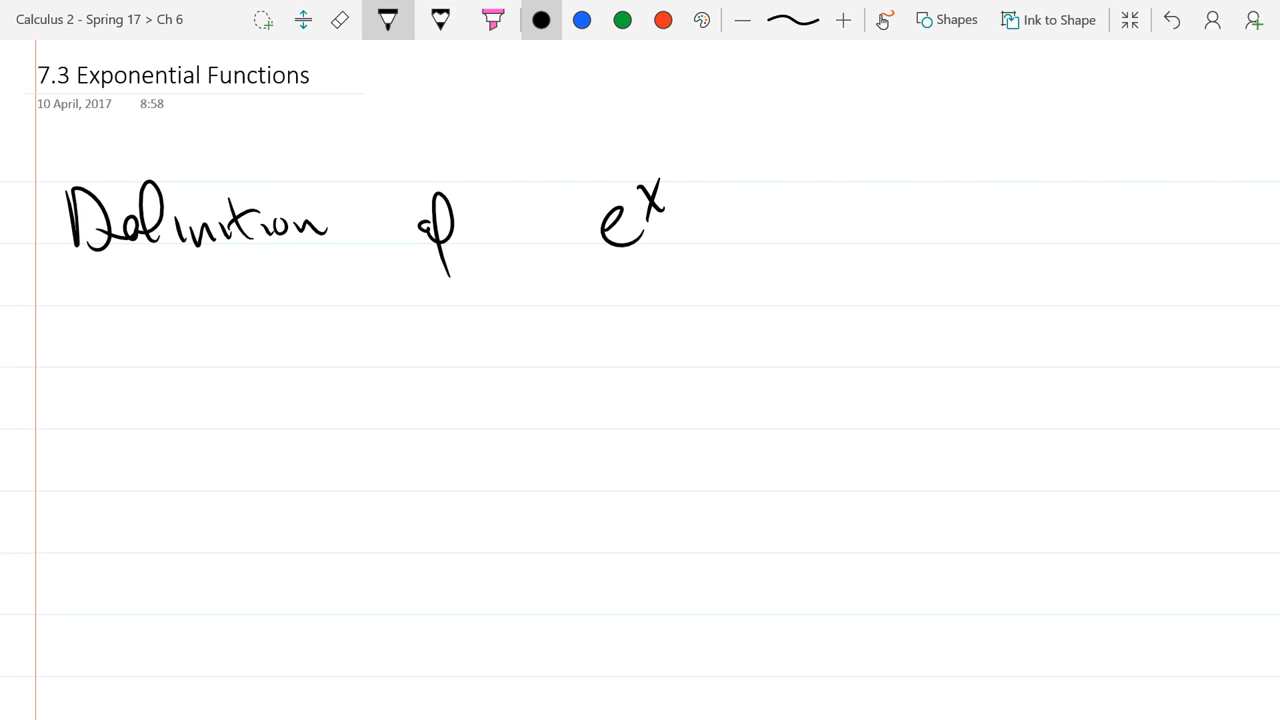 Calculus 2 - Spring 17 > Ch 6
Shapes
Ink to Shape
7.3 Exponential Functions
10 April, 2017 8:58
Definition of e^x